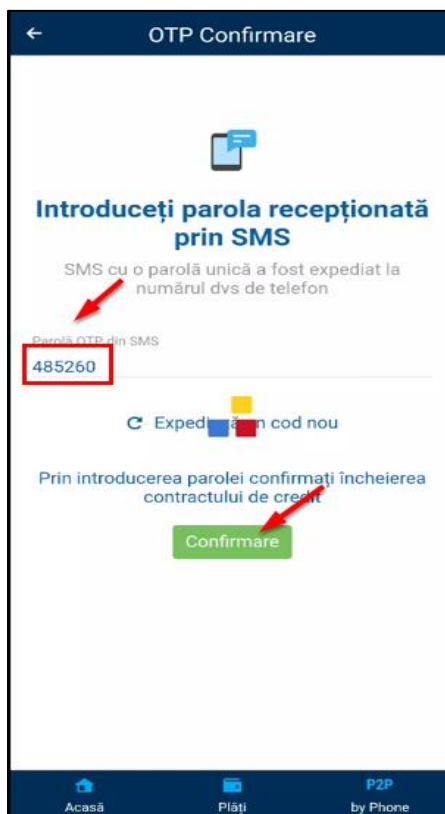 OTP Confirmare
Introduceți parola recepționată
prin SMS
SMS cu o parolă unică a fost expediat la
numărul dvs de telefon
Parolă OTP din SMS
485260
cod nou
Prin introducerea parolei confirmați încheierea
contractului de credit
Confirmare
P2P
Acasă
Plăți
by Phone